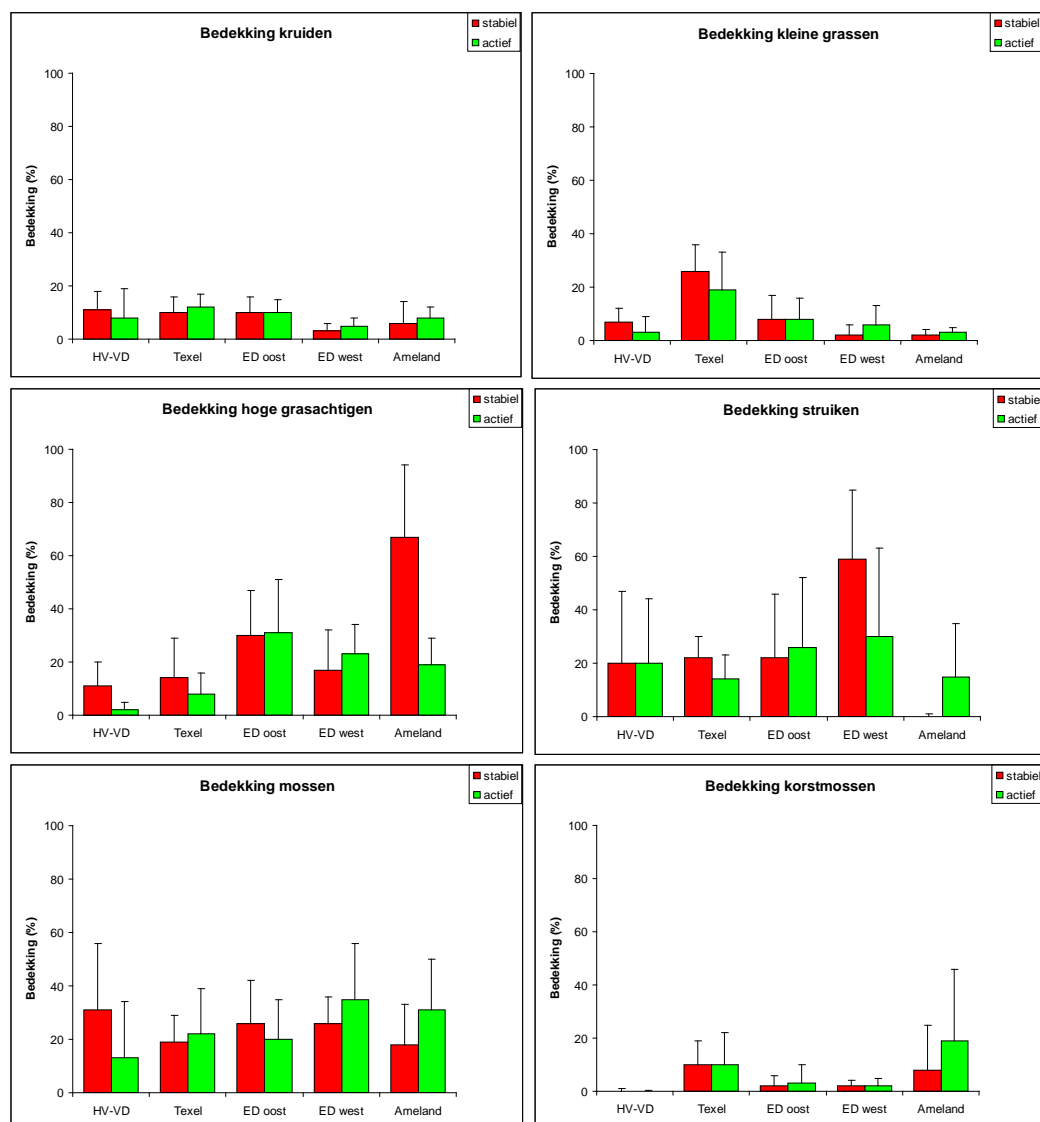 Bedekking kruiden
stabiel
actief
Bedekking (%)
100
80
60
40
20
0
HV-VD Texel ED oost ED west Ameland
Bedekking kleine grassen
stabiel
actief
Bedekking (%)
100
80
60
40
20
0
HV-VD Texel ED oost ED west Ameland
Bedekking hoge grasachtigen
stabiel
actief
Bedekking (%)
100
80
60
40
20
0
HV-VD Texel ED oost ED west Ameland
Bedekking struiken
stabiel
actief
Bedekking (%)
100
80
60
40
20
0
HV-VD Texel ED oost ED west Ameland
Bedekking mossen
stabiel
actief
Bedekking (%)
100
80
60
40
20
0
HV-VD Texel ED oost ED west Ameland
Bedekking korstmossen
stabiel
actief
Bedekking (%)
100
80
60
40
20
0
HV-VD Texel ED oost ED west Ameland